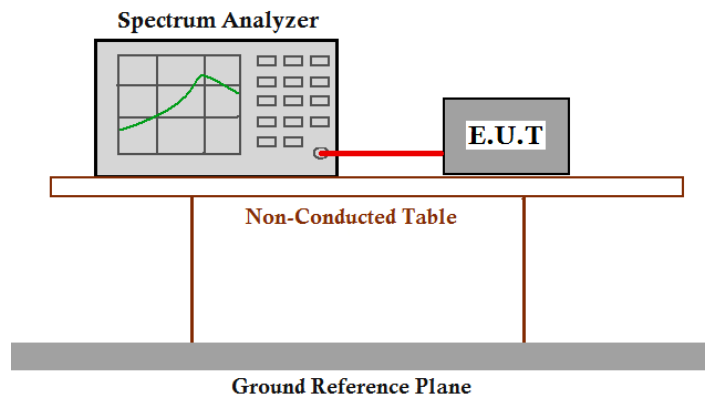 Spectrum Analyzer
E.U.T
Non-Conducted Table
Ground Reference Plane